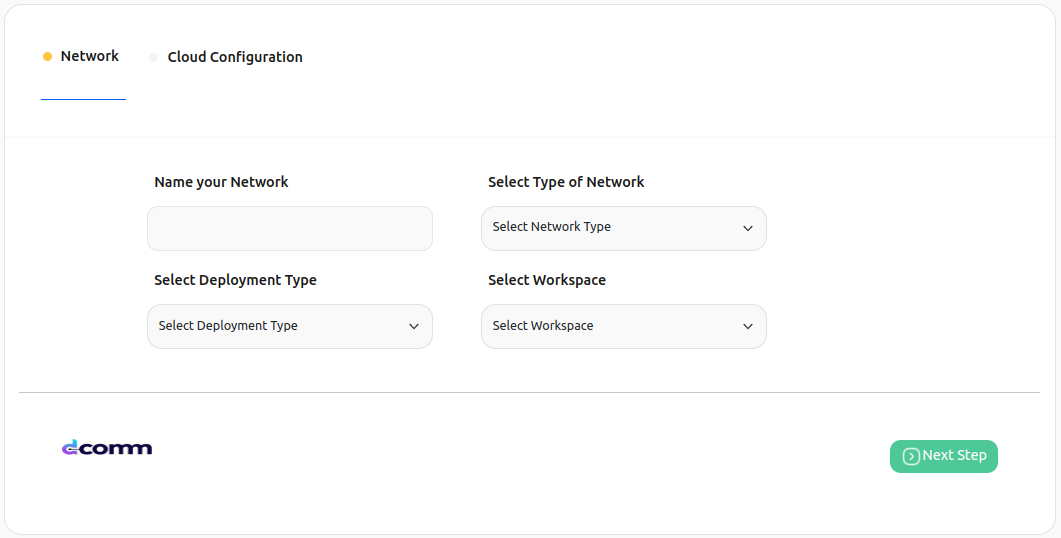 Network
Cloud Configuration
Name your Network
Select Type of Network
Select Network Type
Select Deployment Type
Select Workspace
Select Deployment Type
Select Workspace
dcomm
Next Step